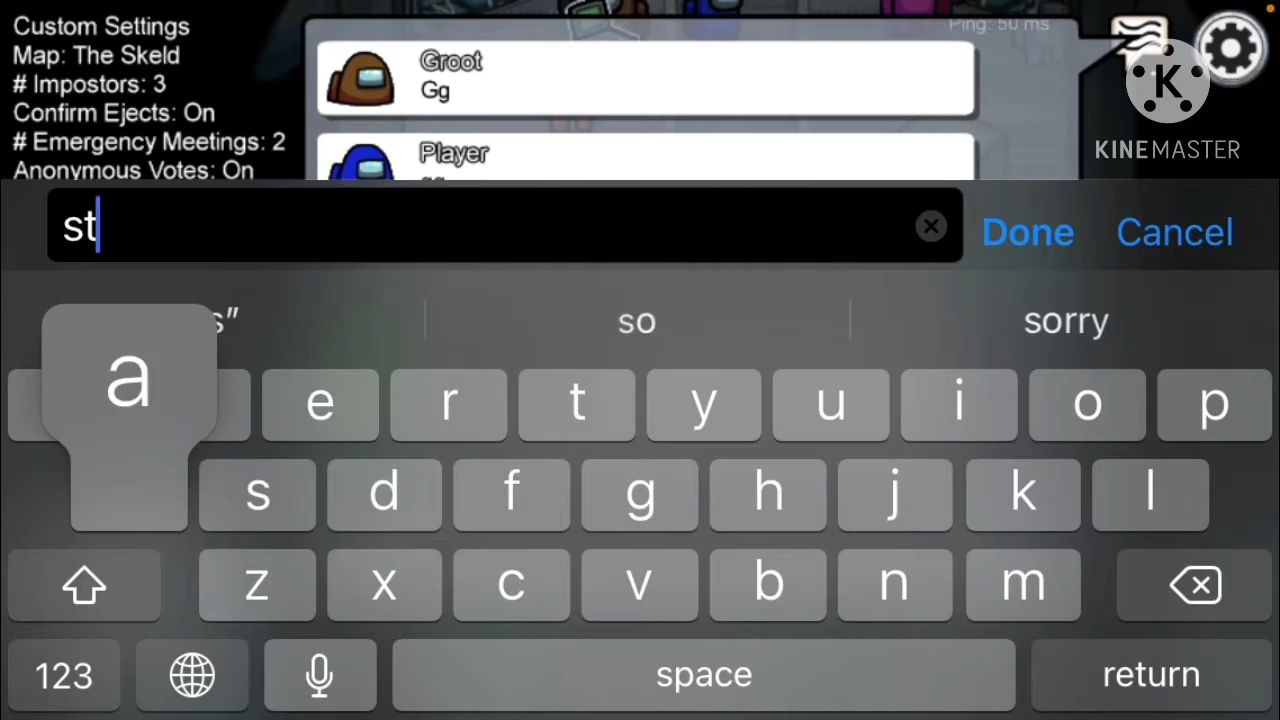 Custom Settings
Map: The Skeld
# Impostors: 3
Confirm Ejects: On
# Emergency Meetings: 2
Anonymous Votes: On
Ping: 50 ms
Groot
Gg
Player
K
KINEMASTER
st
Done
Cancel
s”
so
sorry
a
e r t y u i o p
s d f g h j k l
z x c v b n m
123
space
return